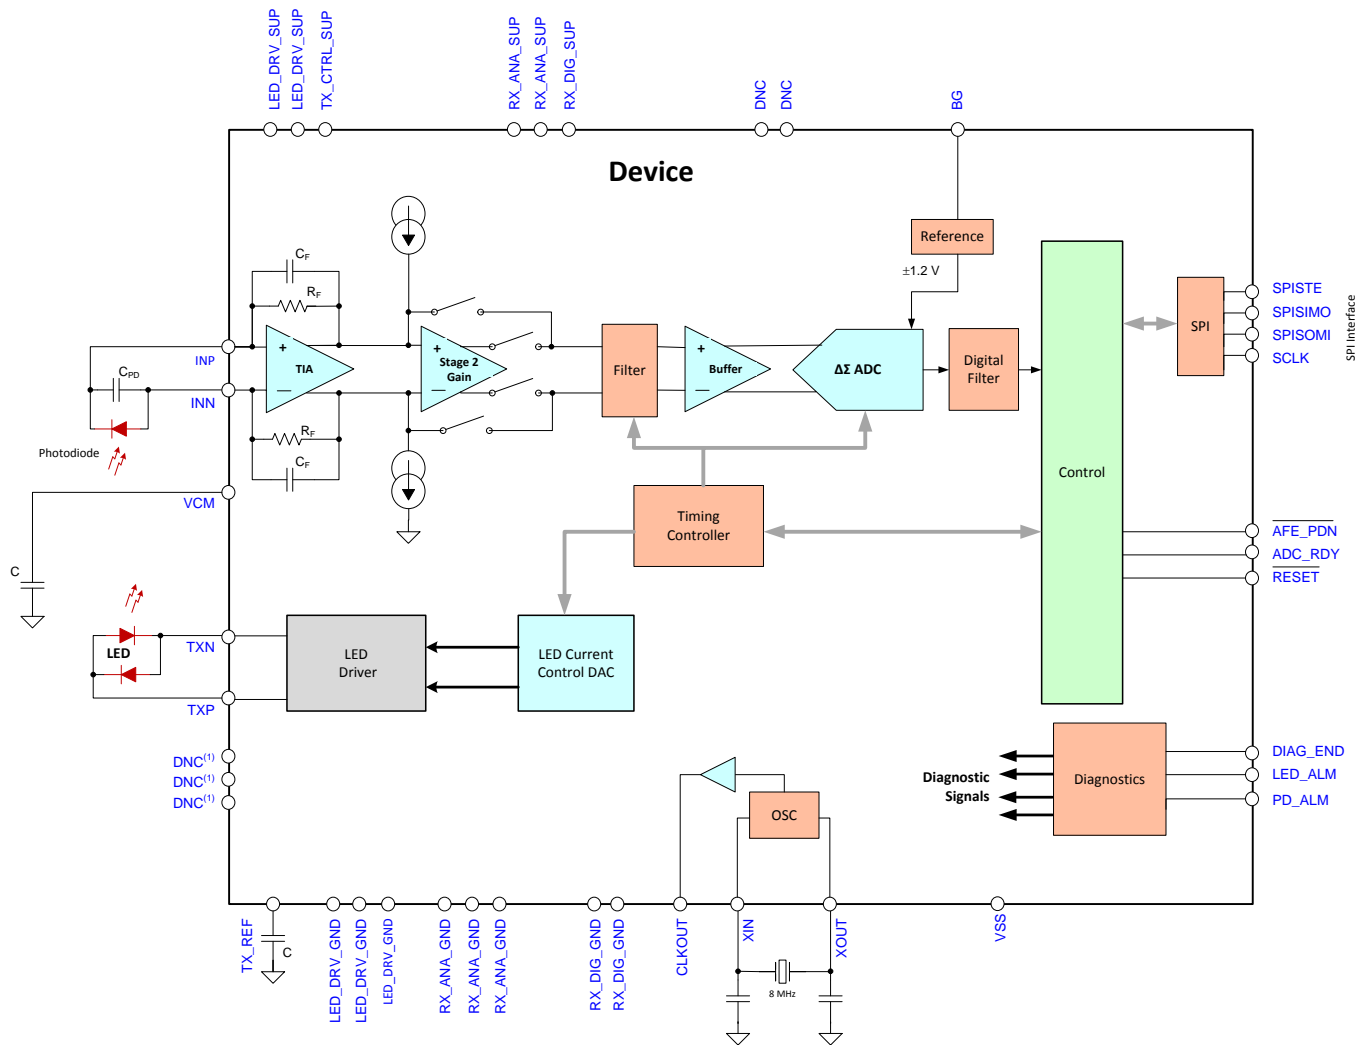 LED_DRV_SUP
LED_DRV_SUP
TX_CTRL_SUP
RX_ANA_SUP
RX_ANA_SUP
RX_DIG_SUP
DNC
DNC
BG
Device
Reference
±1.2 V
CF
RF
INP
+
TIA
—
CPD
INN
Photodiode
RF
CF
+
Stage 2
Gain
—
Filter
+
Buffer
—
ΔΣ ADC
Digital
Filter
Control
SPI
SPISTE
SPISIMO
SPISOMI
SCLK
SPI Interface
VCM
C
Timing
Controller
AFE_PDN
ADC_RDY
RESET
TXN
LED
TXP
LED
Driver
LED Current
Control DAC
DNC(1)
DNC(1)
DNC(1)
Diagnostic
Signals
Diagnostics
DIAG_END
LED_ALM
PD_ALM
OSC
TX_REF
C
LED_DRV_GND
LED_DRV_GND
LED_DRV_GND
RX_ANA_GND
RX_ANA_GND
RX_ANA_GND
RX_DIG_GND
RX_DIG_GND
CLKOUT
XIN
XOUT
VSS
8 MHz